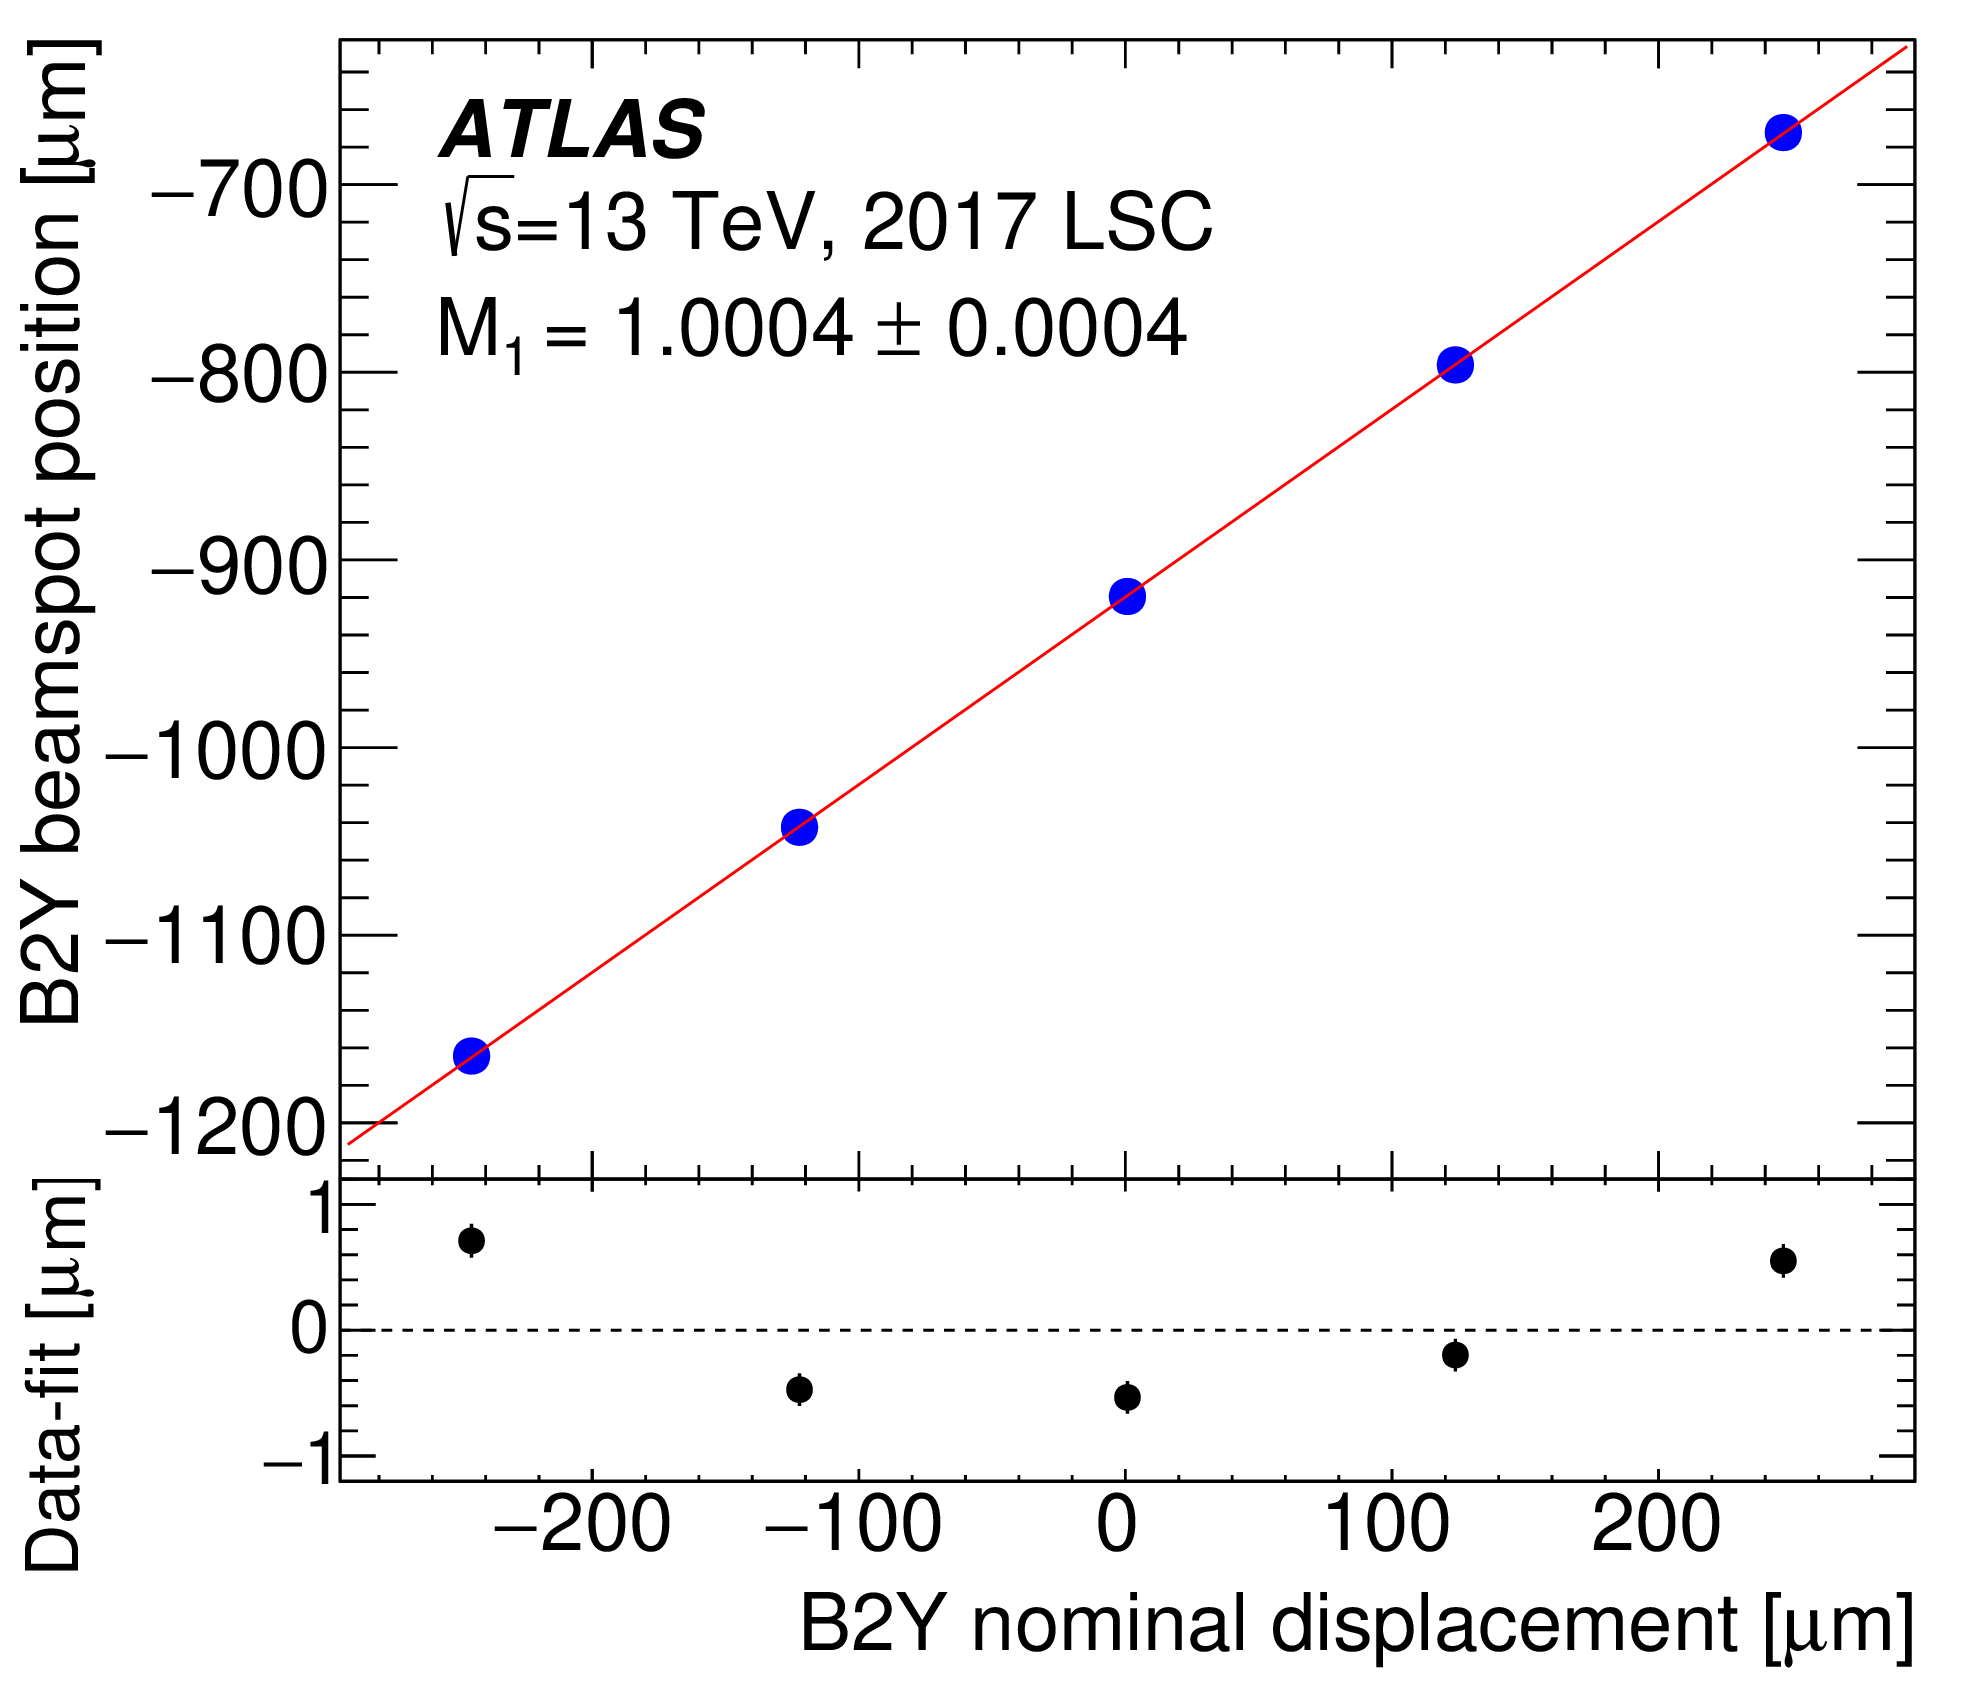 ATLAS
√s=13 TeV, 2017 LSC
M₁ = 1.0004 ± 0.0004
B2Y beamspot position [μm]
−700
−800
−900
−1000
−1100
−1200
Data-fit [μm]
1
0
−1
−200 −100 0 100 200
B2Y nominal displacement [μm]